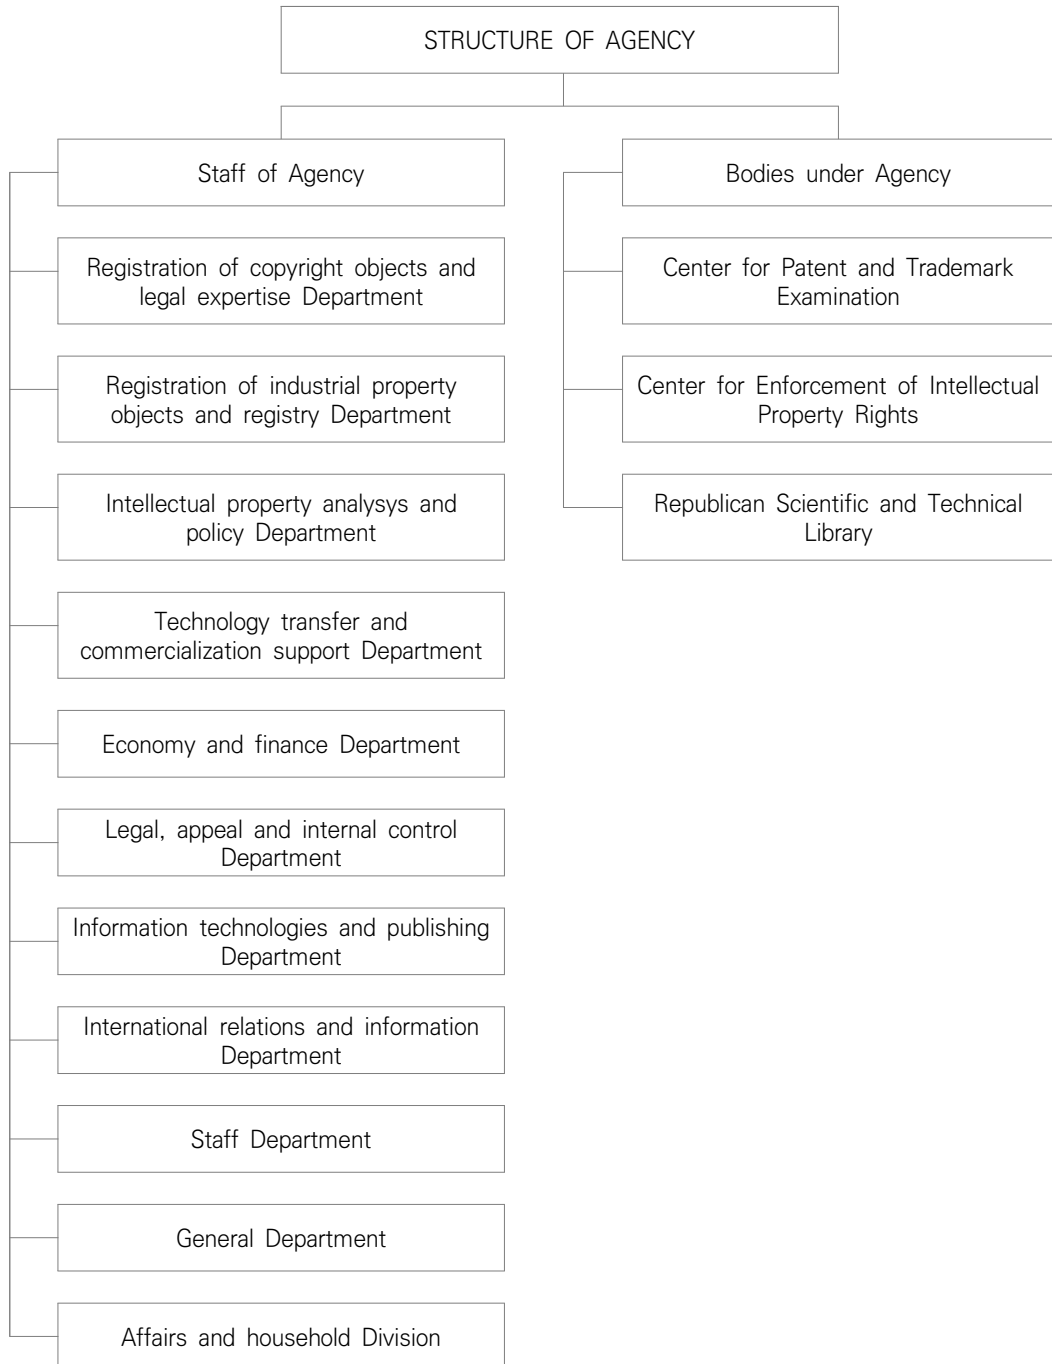 STRUCTURE OF AGENCY
Staff of Agency
Registration of copyright objects and
legal expertise Department
Registration of industrial property
objects and registry Department
Intellectual property analysys and
policy Department
Technology transfer and
commercialization support Department
Economy and finance Department
Legal, appeal and internal control
Department
Information technologies and publishing
Department
International relations and information
Department
Staff Department
General Department
Affairs and household Division
Bodies under Agency
Center for Patent and Trademark
Examination
Center for Enforcement of Intellectual
Property Rights
Republican Scientific and Technical
Library